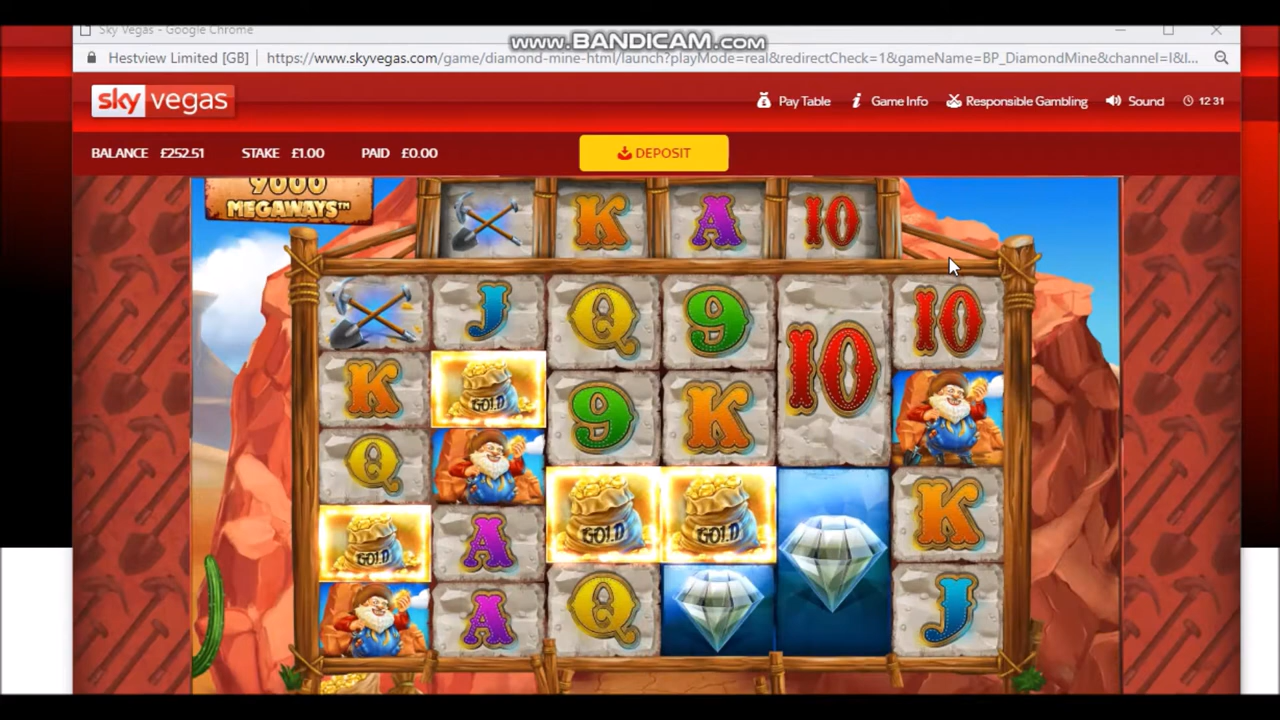 Sky Vegas - Google Chrome
www.BANDICAM.com
Hestview Limited [GB] https://www.skyvegas.com/game/diamond-mine-html/launch?playMode=real&redirectCheck=1&gameName=BP_DiamondMine&channel=I&l...
sky vegas
Pay Table
Game Info
Responsible Gambling
Sound
12 31
BALANCE £252.51 STAKE £1.00 PAID £0.00
DEPOSIT
9000
MEGAWAYS™
K A 10
J Q 9 10 10
K GOLD 9 K
Q
GOLD A GOLD GOLD K
A Q J